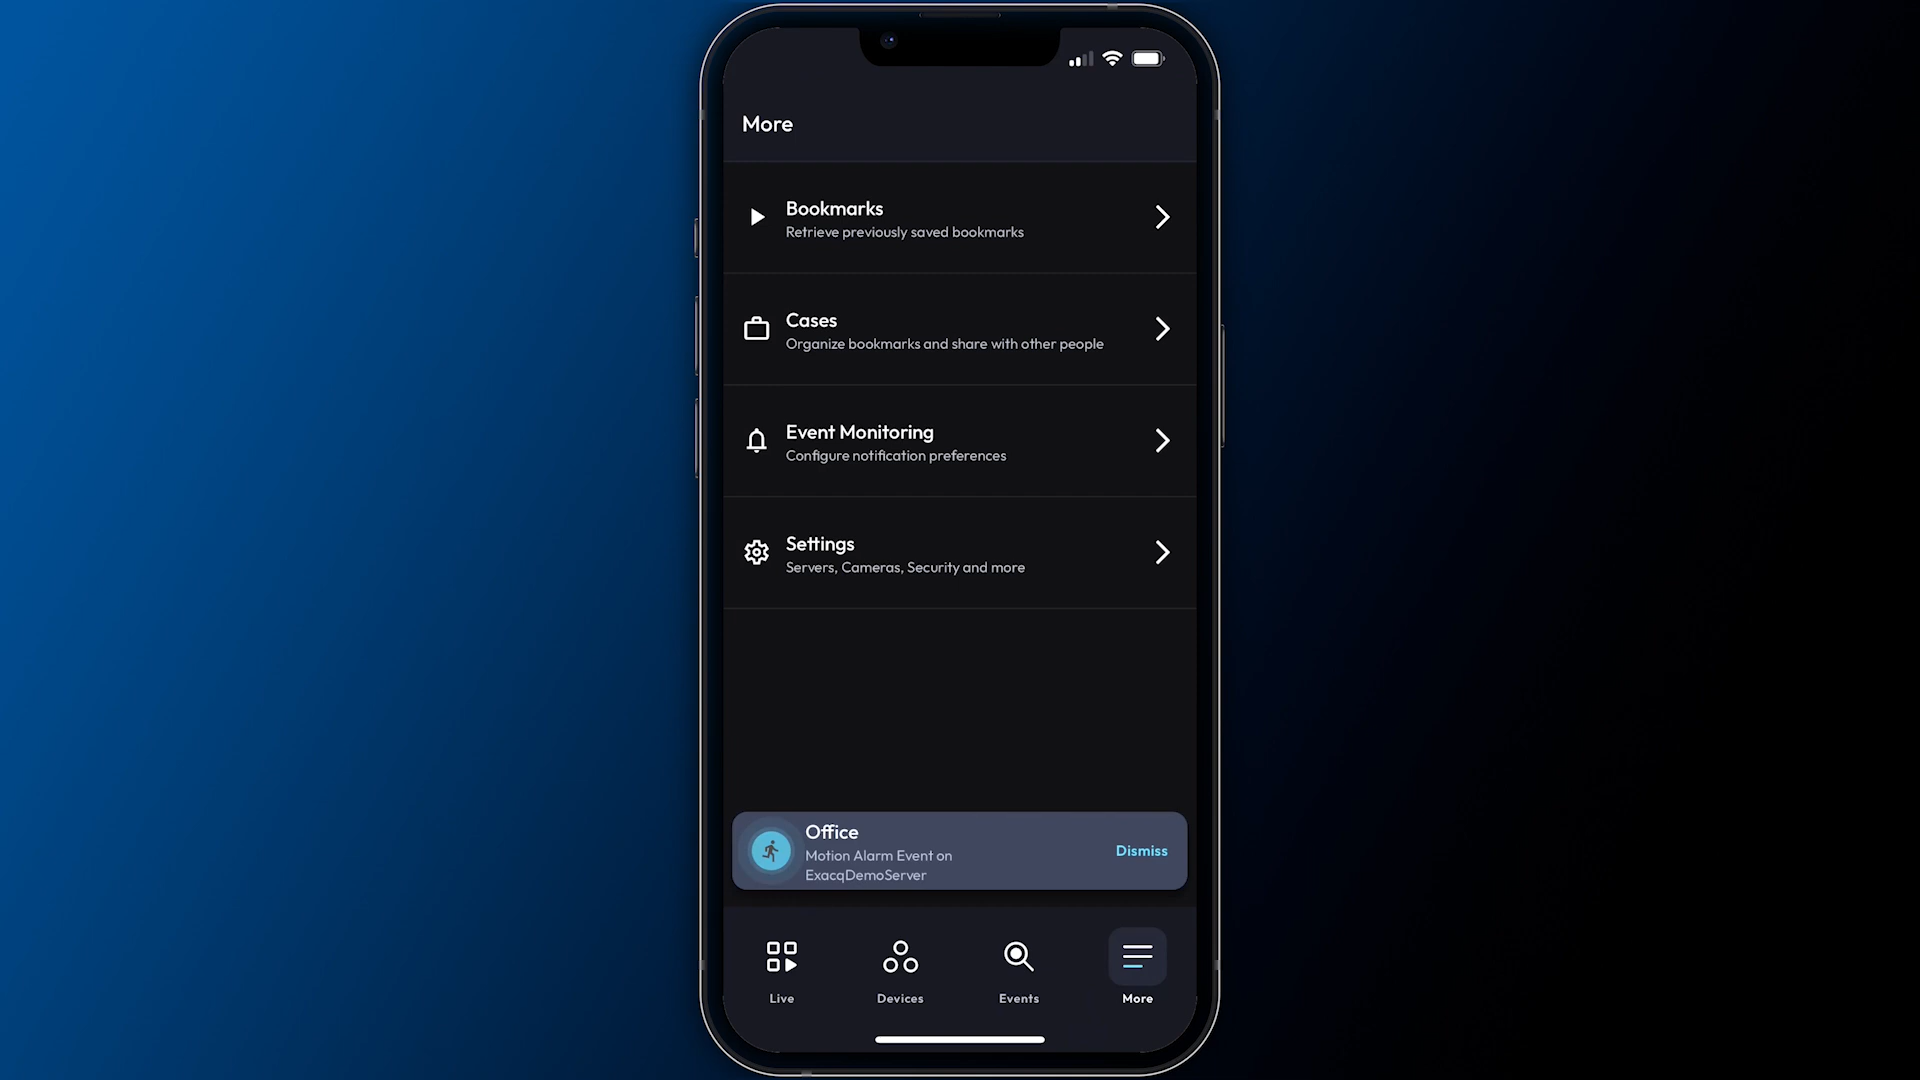 More
Bookmarks
Retrieve previously saved bookmarks
Cases
Organize bookmarks and share with other people
Event Monitoring
Configure notification preferences
Settings
Servers, Cameras, Security and more
Office
Motion Alarm Event on
ExacqDemoServer
Dismiss
Live
Devices
Events
More